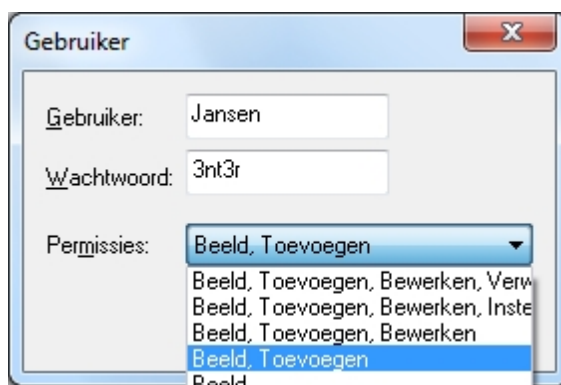 Gebruiker
Gebruiker: Jansen
Wachtwoord: 3nt3r
Permissies: Beeld, Toevoegen
Beeld, Toevoegen, Bewerken, Verw
Beeld, Toevoegen, Bewerken, Inste
Beeld, Toevoegen, Bewerken
Beeld, Toevoegen
Beeld